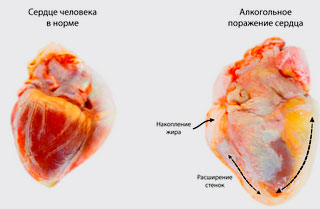 Сердце человека
в норме
Алкогольное
поражение сердца
Накопление
жира
Расширение
стенок